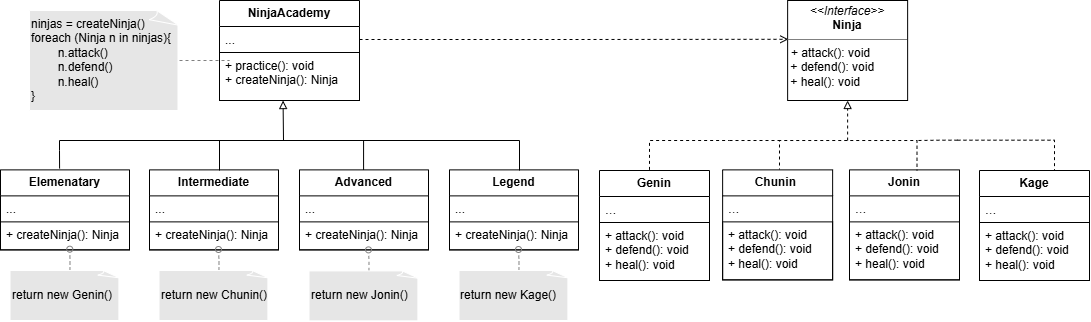 ninjas = createNinja()
foreach (Ninja n in ninjas){
n.attack()
n.defend()
n.heal()
}
NinjaAcademy
...
+ practice(): void
+ createNinja(): Ninja
<<Interface>>
Ninja
+ attack(): void
+ defend(): void
+ heal(): void
Elemenatary
...
+ createNinja(): Ninja
return new Genin()
Intermediate
...
+ createNinja(): Ninja
return new Chunin()
Advanced
...
+ createNinja(): Ninja
return new Jonin()
Legend
...
+ createNinja(): Ninja
return new Kage()
Genin
...
+ attack(): void
+ defend(): void
+ heal(): void
Chunin
...
+ attack(): void
+ defend(): void
+ heal(): void
Jonin
...
+ attack(): void
+ defend(): void
+ heal(): void
Kage
...
+ attack(): void
+ defend(): void
+ heal(): void